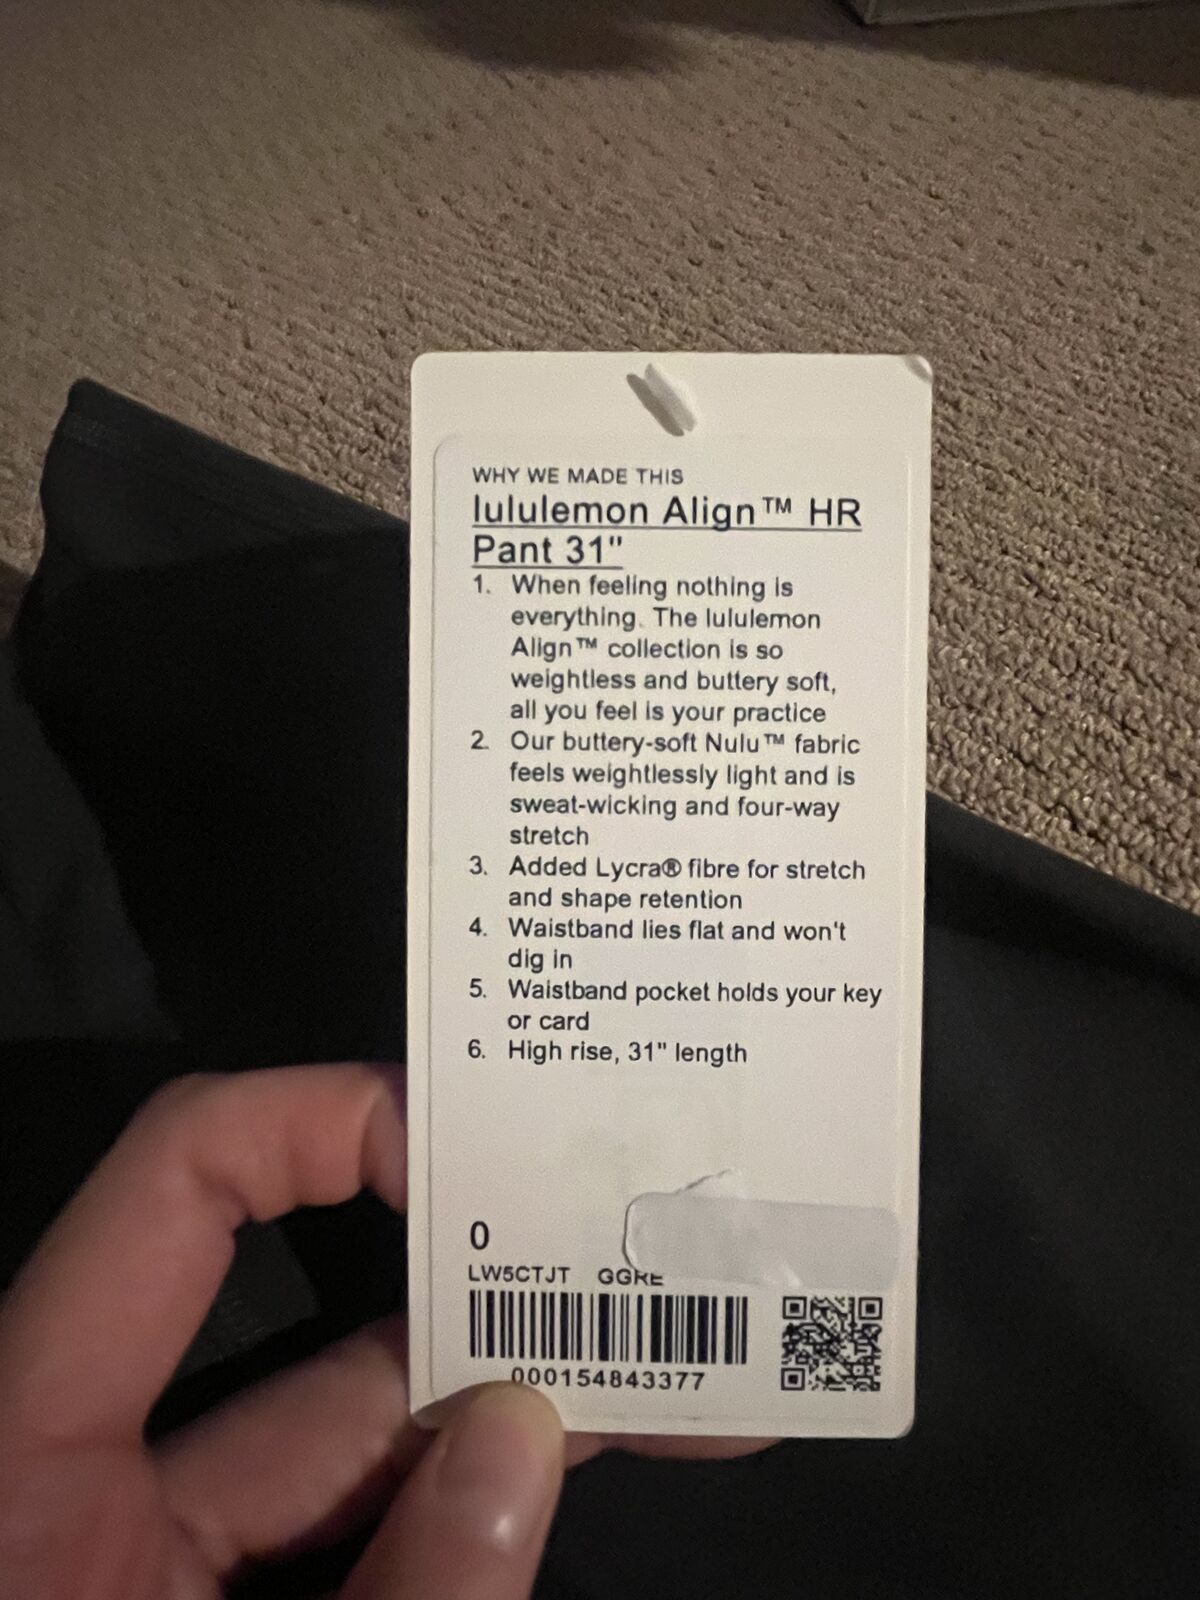 WHY WE MADE THIS
lululemon Align™ HR
Pant 31"
1. When feeling nothing is
everything. The lululemon
Align™ collection is so
weightless and buttery soft,
all you feel is your practice
2. Our buttery-soft Nulu™ fabric
feels weightlessly light and is
sweat-wicking and four-way
stretch
3. Added Lycra® fibre for stretch
and shape retention
4. Waistband lies flat and won't
dig in
5. Waistband pocket holds your key
or card
6. High rise, 31" length
0
LW5CTJT GGRE
000154843377